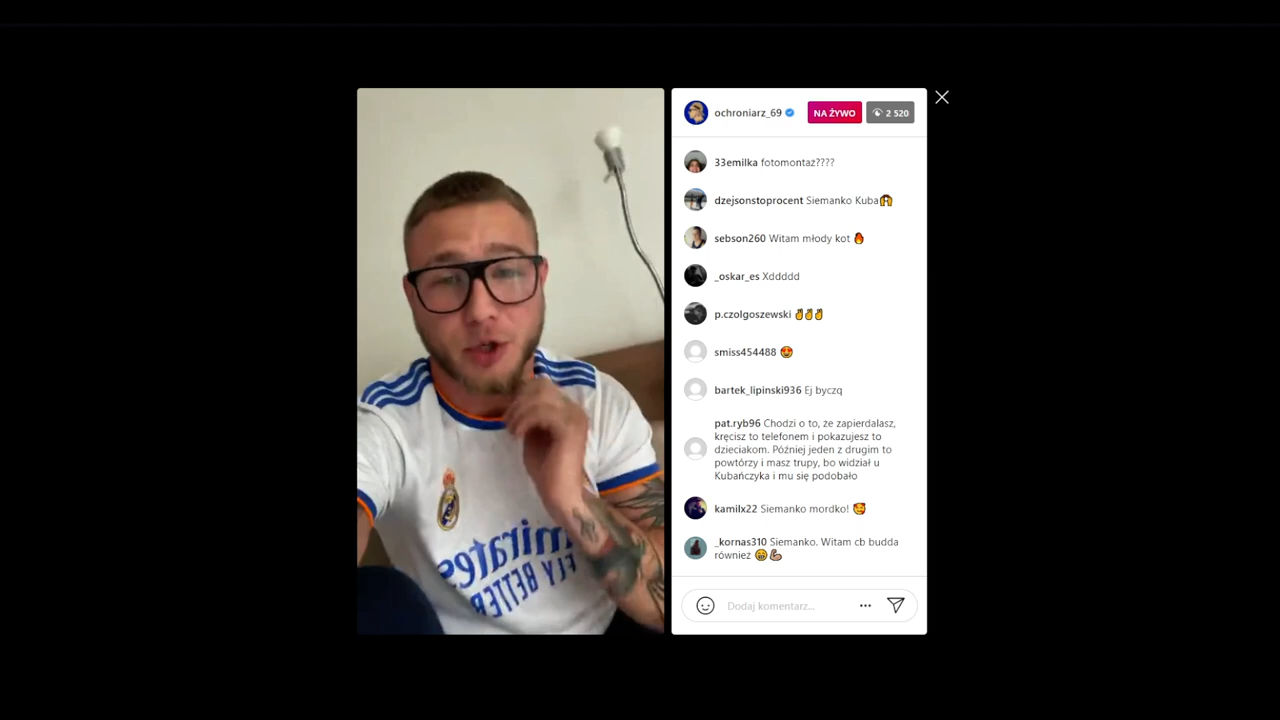 ochroniarz_69 NA ŻYWO 2 520
33emilka fotomontaż????
dzejsonstoprocent Siemanko Kuba
sebson260 Witam młody kot
_oskar_es Xddddd
p.czolgoszewski
smiss454488
bartek_lipinski936 Ej byczq
pat.ryb96 Chodzi o to, że zapierdalasz,
kręcisz to telefonem i pokazujesz to
dzieciakom. Później jeden z drugim to
powtórzy i masz trupy, bo widział u
Kubańczyka i mu się podobało
kamilx22 Siemanko mordko!
_kornas310 Siemanko. Witam cb budda
również
Dodaj komentarz...
Emirates
FLY BETTER